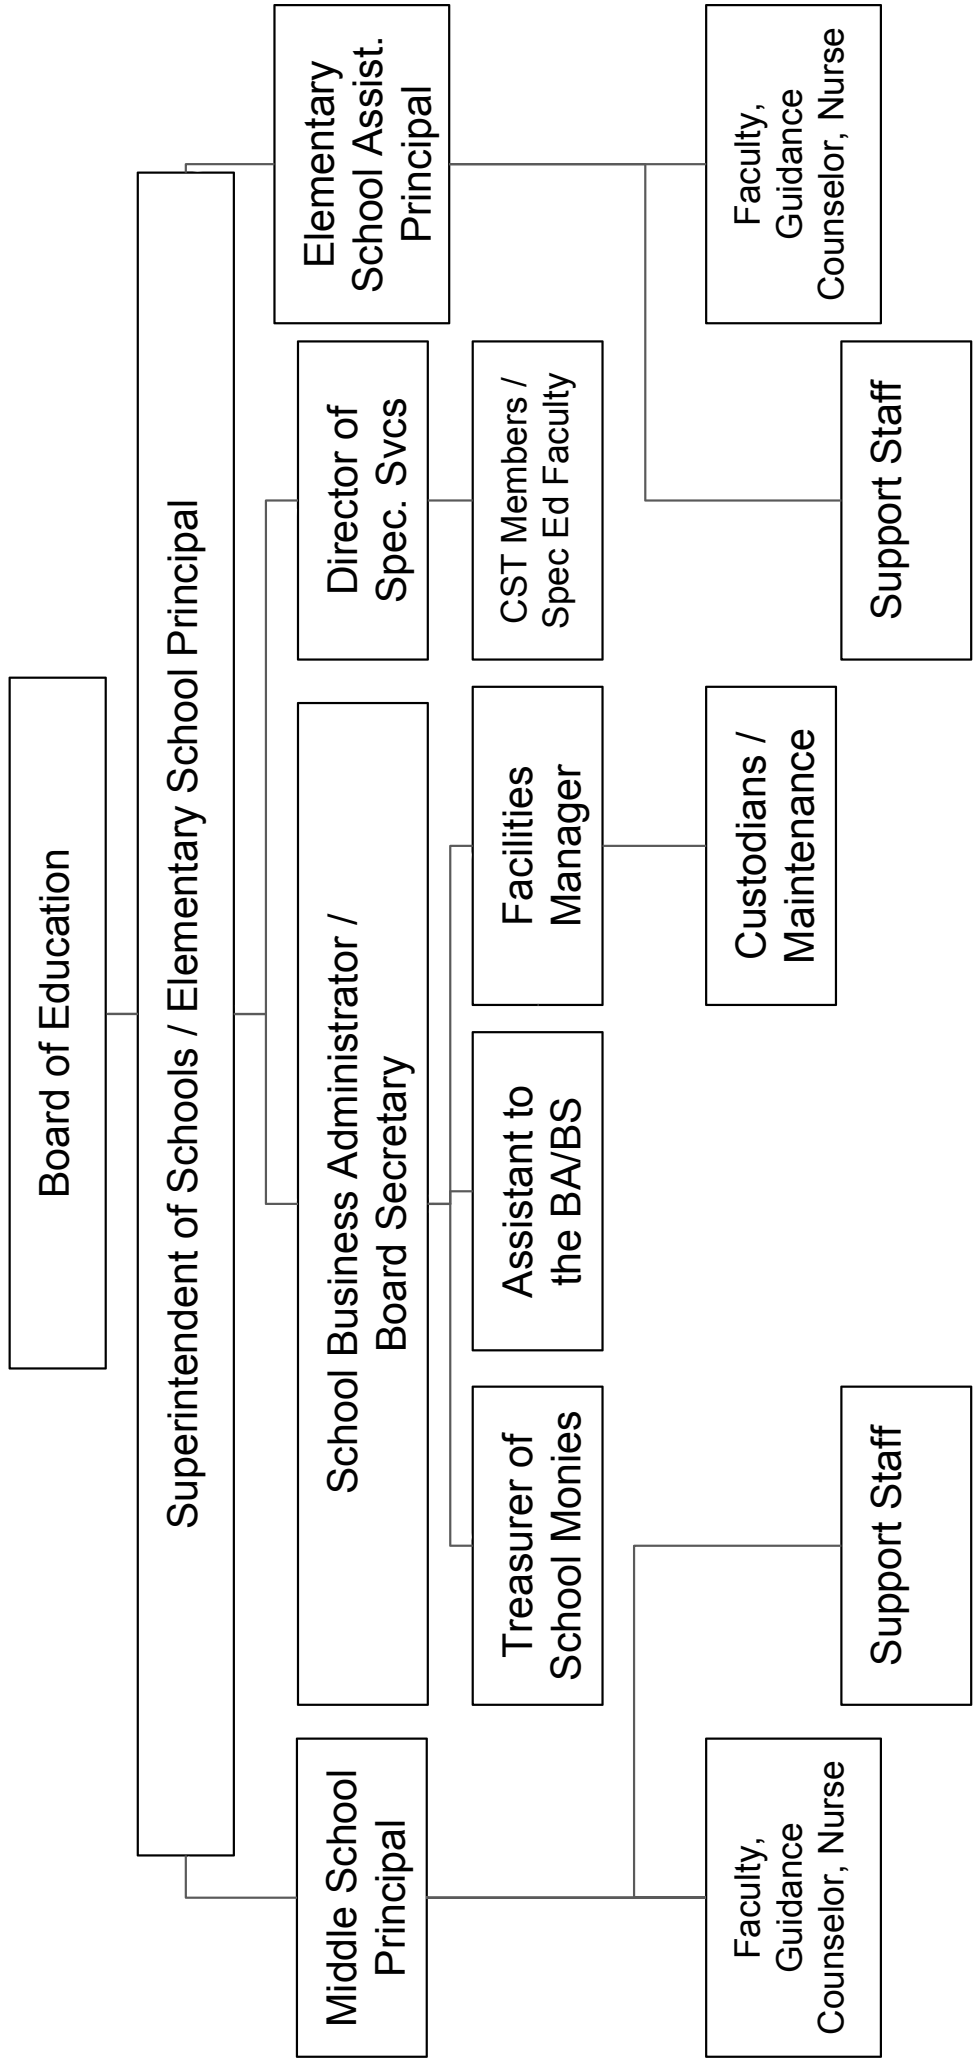 Board of Education
Superintendent of Schools / Elementary School Principal
Middle School
Principal
School Business Administrator /
Board Secretary
Director of
Spec. Svcs
Elementary
School Assist.
Principal
Treasurer of
School Monies
Assistant to
the BA/BS
Facilities
Manager
CST Members /
Spec Ed Faculty
Faculty,
Guidance
Counselor, Nurse
Custodians /
Maintenance
Faculty,
Guidance
Counselor, Nurse
Support Staff
Support Staff